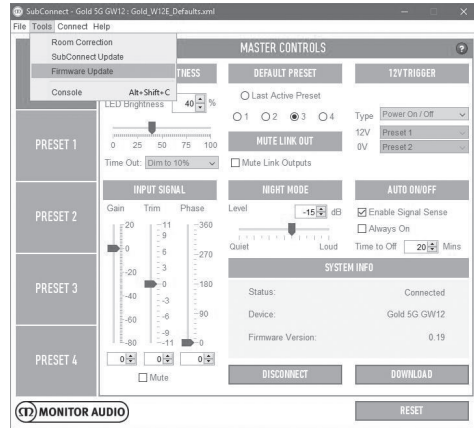 SubConnect - Gold 5G GW12 : Gold_W12E_Defaults.xml
File Tools Connect Help
Room Correction
SubConnect Update
Firmware Update
Console Alt+Shift+C
MASTER CONTROLS
?
TNESS
LED Brightness 40 %
0 25 50 75 100
Time Out: Dim to 10%
DEFAULT PRESET
Last Active Preset
1 2 3 4
MUTE LINK OUT
Mute Link Outputs
12V TRIGGER
Type Power On / Off
12V Preset 1
0V Preset 2
PRESET 1
PRESET 2
PRESET 3
PRESET 4
INPUT SIGNAL
Gain Trim Phase
20 11 360
9
0 6 270
-20 3
0 180
-40 -3
-60 -6 90
-9
-80 -11 0
0 0 0
Mute
NIGHT MODE
Level -15 dB
Quiet Loud
AUTO ON/OFF
Enable Signal Sense
Always On
Time to Off 20 Mins
SYSTEM INFO
Status: Connected
Device: Gold 5G GW12
Firmware Version: 0.19
DISCONNECT
DOWNLOAD
MONITOR AUDIO
RESET